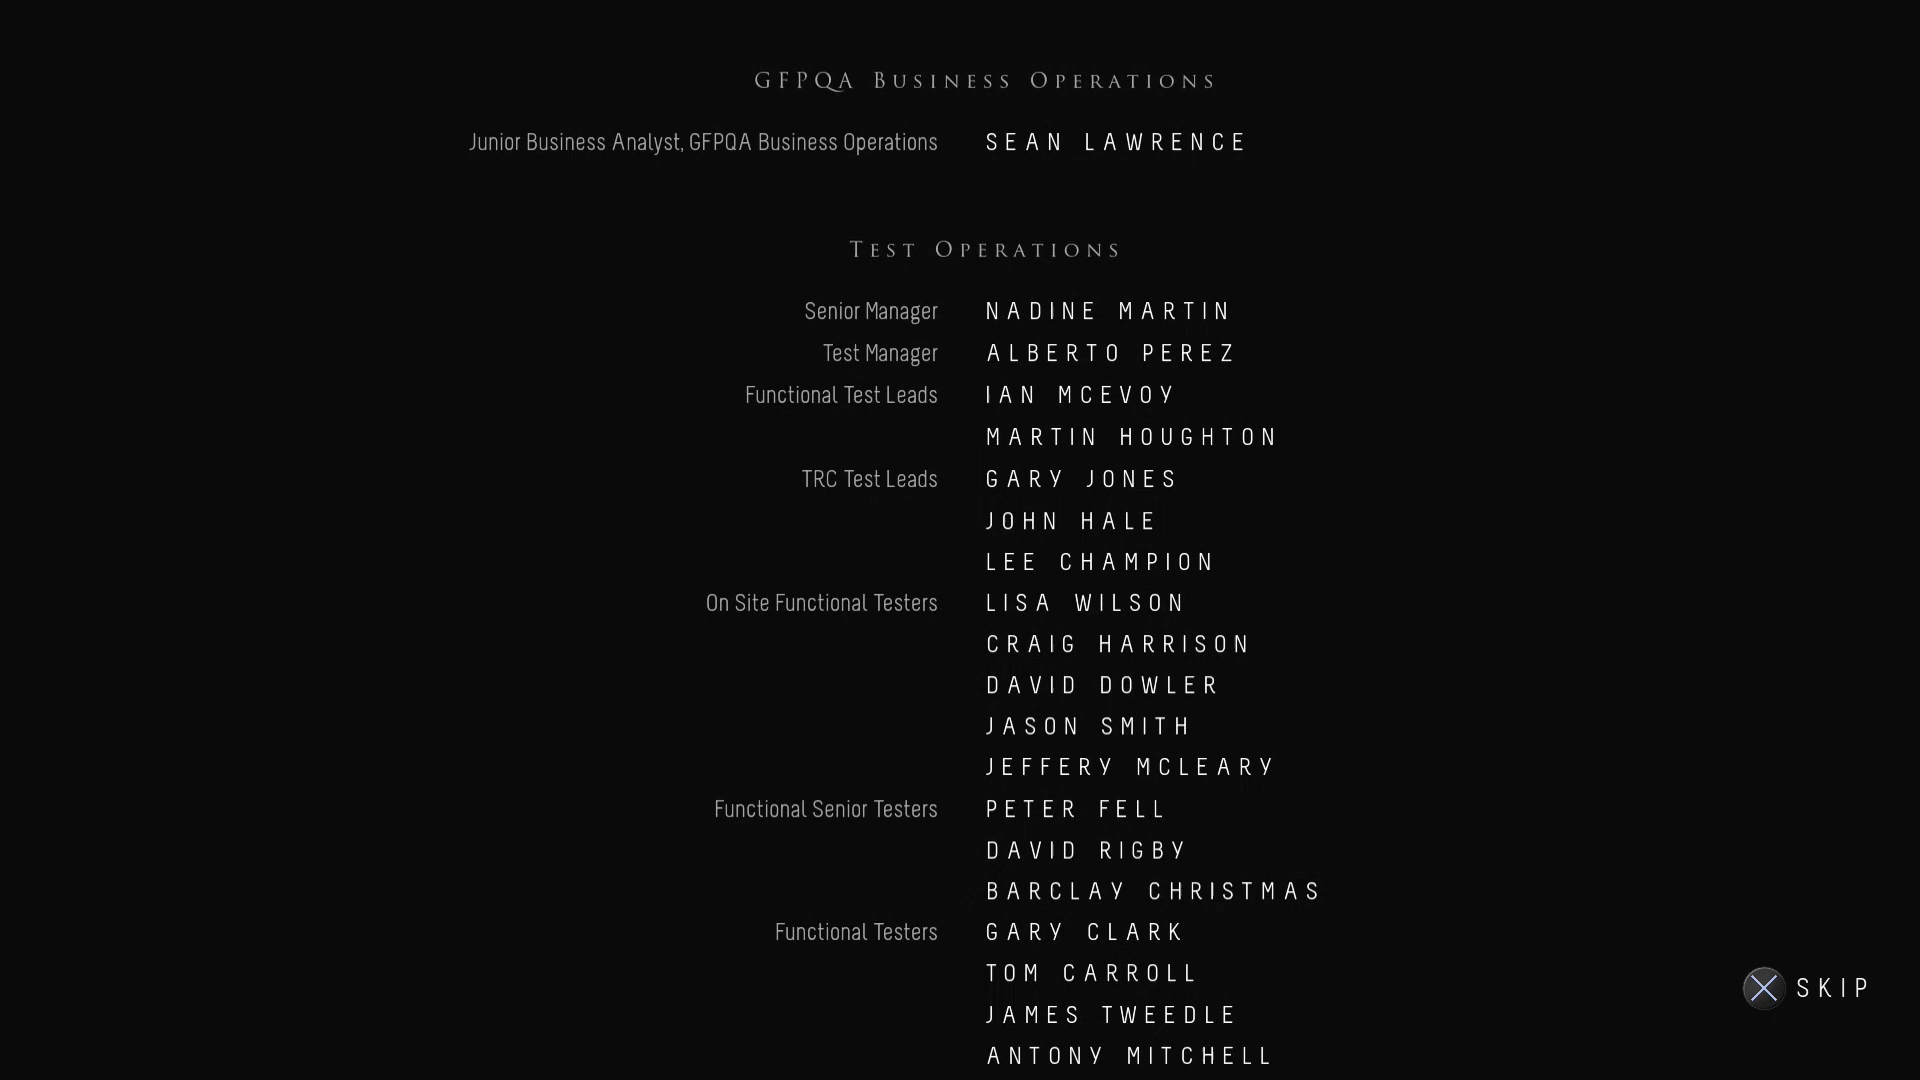 GFPQA Business Operations
Junior Business Analyst, GFPQA Business Operations SEAN LAWRENCE
Test Operations
Senior Manager NADINE MARTIN
Test Manager ALBERTO PEREZ
Functional Test Leads IAN MCEVOY
MARTIN HOUGHTON
TRC Test Leads GARY JONES
JOHN HALE
LEE CHAMPION
On Site Functional Testers LISA WILSON
CRAIG HARRISON
DAVID DOWLER
JASON SMITH
JEFFERY MCLEARY
Functional Senior Testers PETER FELL
DAVID RIGBY
BARCLAY CHRISTMAS
Functional Testers GARY CLARK
TOM CARROLL
JAMES TWEEDLE
ANTONY MITCHELL
SKIP